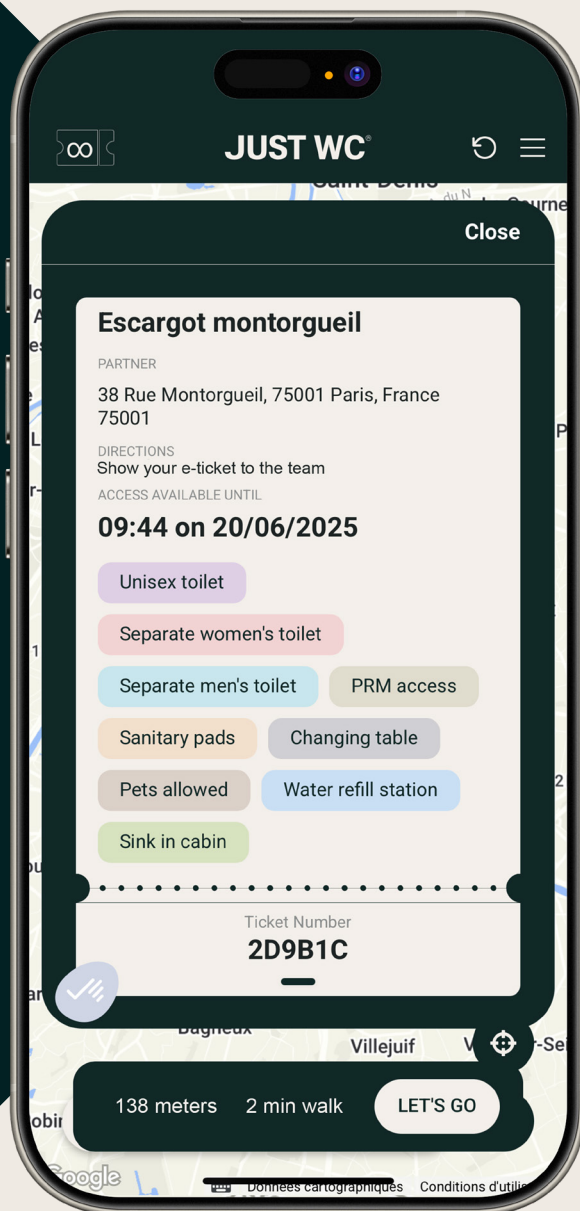 JUST WC®
Saint-Denis
du N
Close
Escargot montorgueil
PARTNER
38 Rue Montorgueil, 75001 Paris, France
75001
DIRECTIONS
Show your e-ticket to the team
ACCESS AVAILABLE UNTIL
09:44 on 20/06/2025
Unisex toilet
Separate women's toilet
Separate men's toilet PRM access
Sanitary pads Changing table
Pets allowed Water refill station
Sink in cabin
Ticket Number
2D9B1C
Bagneux
Villejuif
138 meters 2 min walk LET'S GO
Google
Données cartographiques Conditions d'utilis